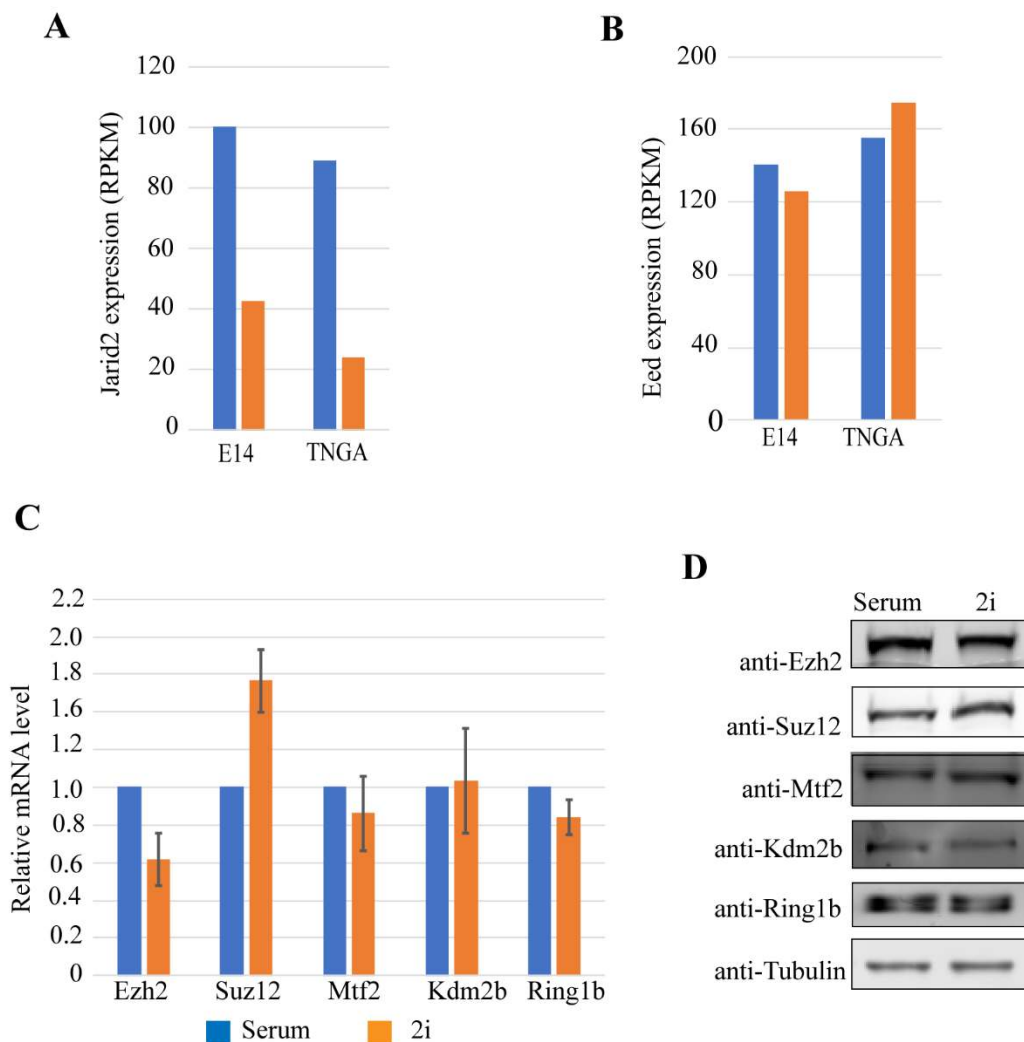 A
Jarid2 expression (RPKM)
120
100
80
60
40
20
0
E14 TNGA
B
Eed expression (RPKM)
200
160
120
80
40
0
E14 TNGA
C
Relative mRNA level
2.2
2.0
1.8
1.6
1.2
1.0
0.8
0.6
0.4
0.2
0
Ezh2 Suz12 Mtf2 Kdm2b Ring1b
Serum 2i
D
Serum 2i
anti-Ezh2
anti-Suz12
anti-Mtf2
anti-Kdm2b
anti-Ring1b
anti-Tubulin